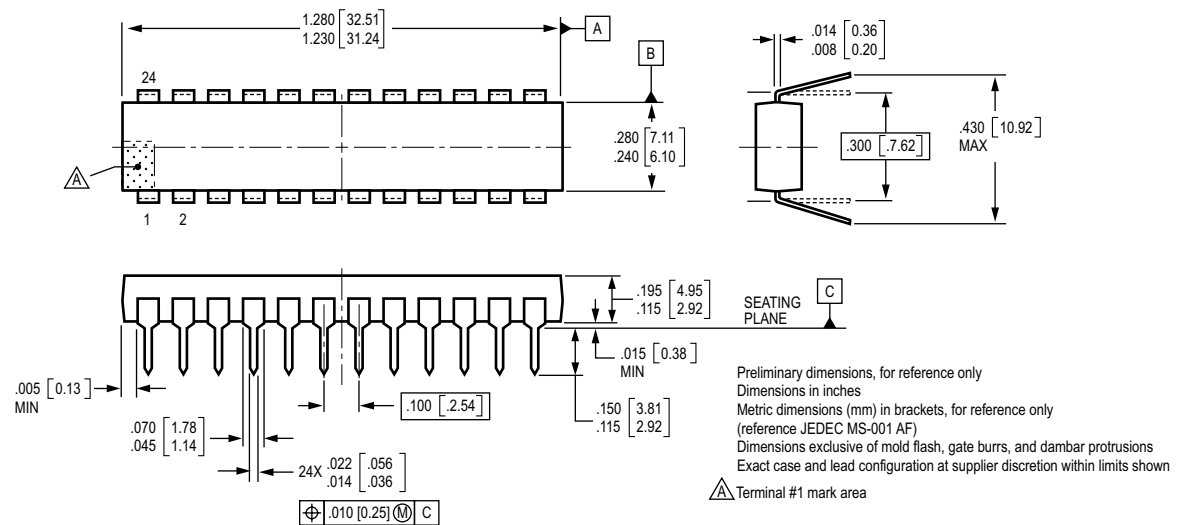 1.280 [32.51]
1.230 [31.24]
A
.014 [0.36]
.008 [0.20]
B
24
.280 [7.11]
.240 [6.10]
.300 [.7.62]
.430 [10.92]
MAX
A
1 2
.195 [4.95]
.115 [2.92]
SEATING
PLANE
C
.015 [0.38]
MIN
.005 [0.13]
MIN
.100 [.2.54]
.150 [3.81]
.115 [2.92]
.070 [1.78]
.045 [1.14]
24X .022 [.056]
.014 [.036]
⌖ .010 [0.25] Ⓜ C
Preliminary dimensions, for reference only
Dimensions in inches
Metric dimensions (mm) in brackets, for reference only
(reference JEDEC MS-001 AF)
Dimensions exclusive of mold flash, gate burrs, and dambar protrusions
Exact case and lead configuration at supplier discretion within limits shown
A Terminal #1 mark area